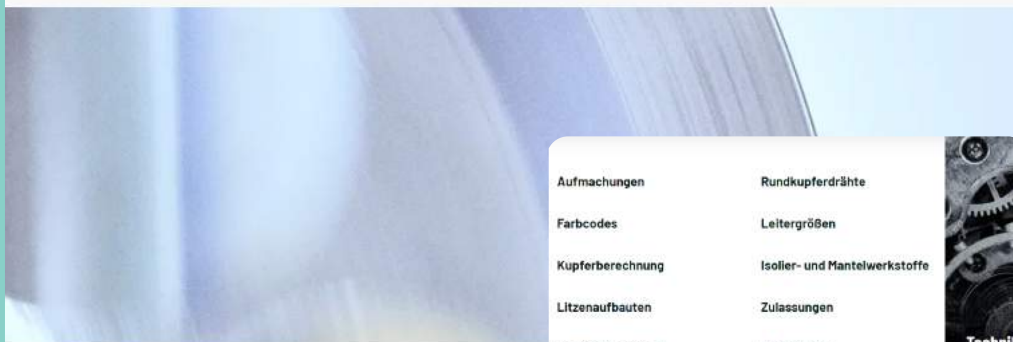 Aufmachungen
Rundkupferdrähte
Farbcodes
Leitergrößen
Kupferberechnung
Isolier- und Mantelwerkstoffe
Litzenaufbauten
Zulassungen